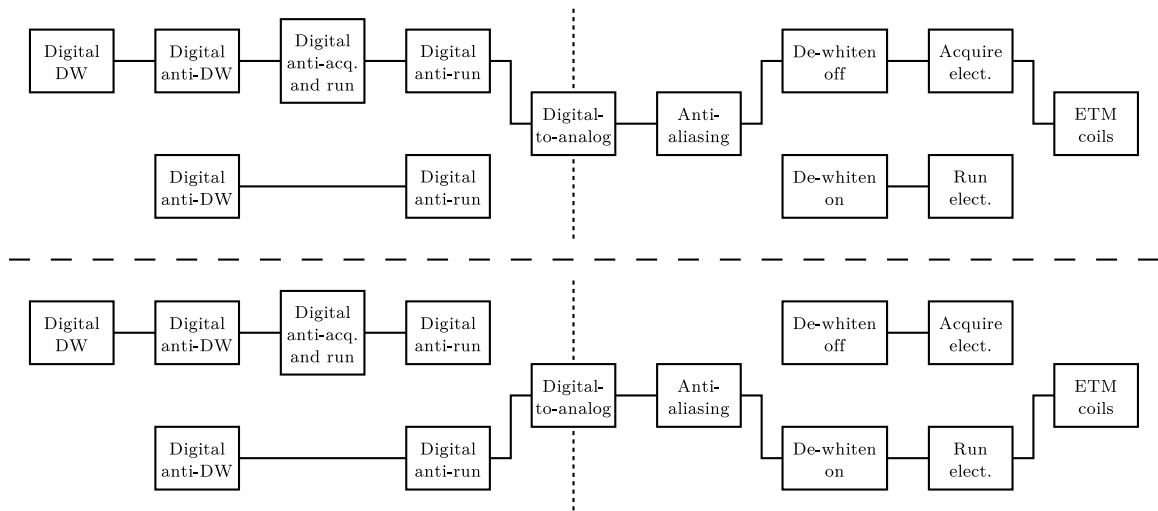 Digital
DW
Digital
anti-DW
Digital
anti-acq.
and run
Digital
anti-run
Digital-
to-analog
Anti-
aliasing
De-whiten
off
Acquire
elect.
ETM
coils
Digital
anti-DW
Digital
anti-run
De-whiten
on
Run
elect.
Digital
DW
Digital
anti-DW
Digital
anti-acq.
and run
Digital
anti-run
Digital-
to-analog
Anti-
aliasing
De-whiten
off
Acquire
elect.
ETM
coils
Digital
anti-DW
Digital
anti-run
De-whiten
on
Run
elect.